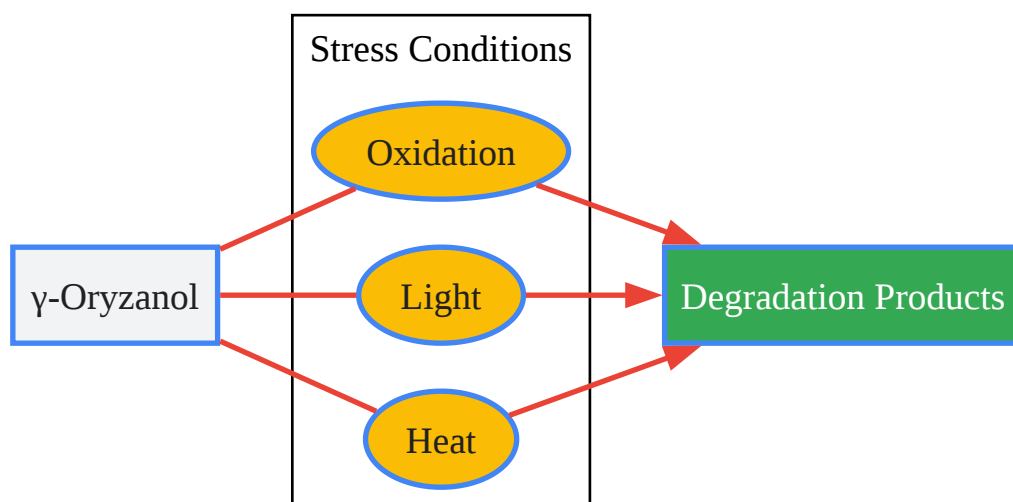 Stress Conditions
Oxidation
γ-Oryzanol
Light
Degradation Products
Heat